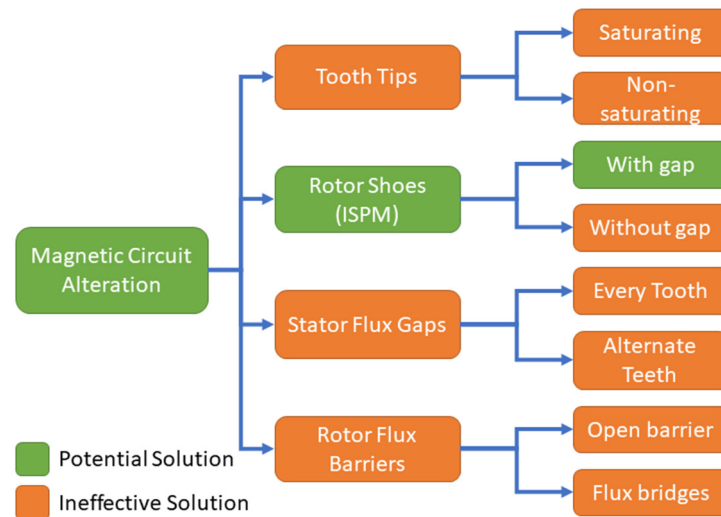 Magnetic Circuit
Alteration
Tooth Tips
Saturating
Non-
saturating
Rotor Shoes
(ISPM)
With gap
Without gap
Stator Flux Gaps
Every Tooth
Alternate
Teeth
Rotor Flux
Barriers
Open barrier
Flux bridges
Potential Solution
Ineffective Solution